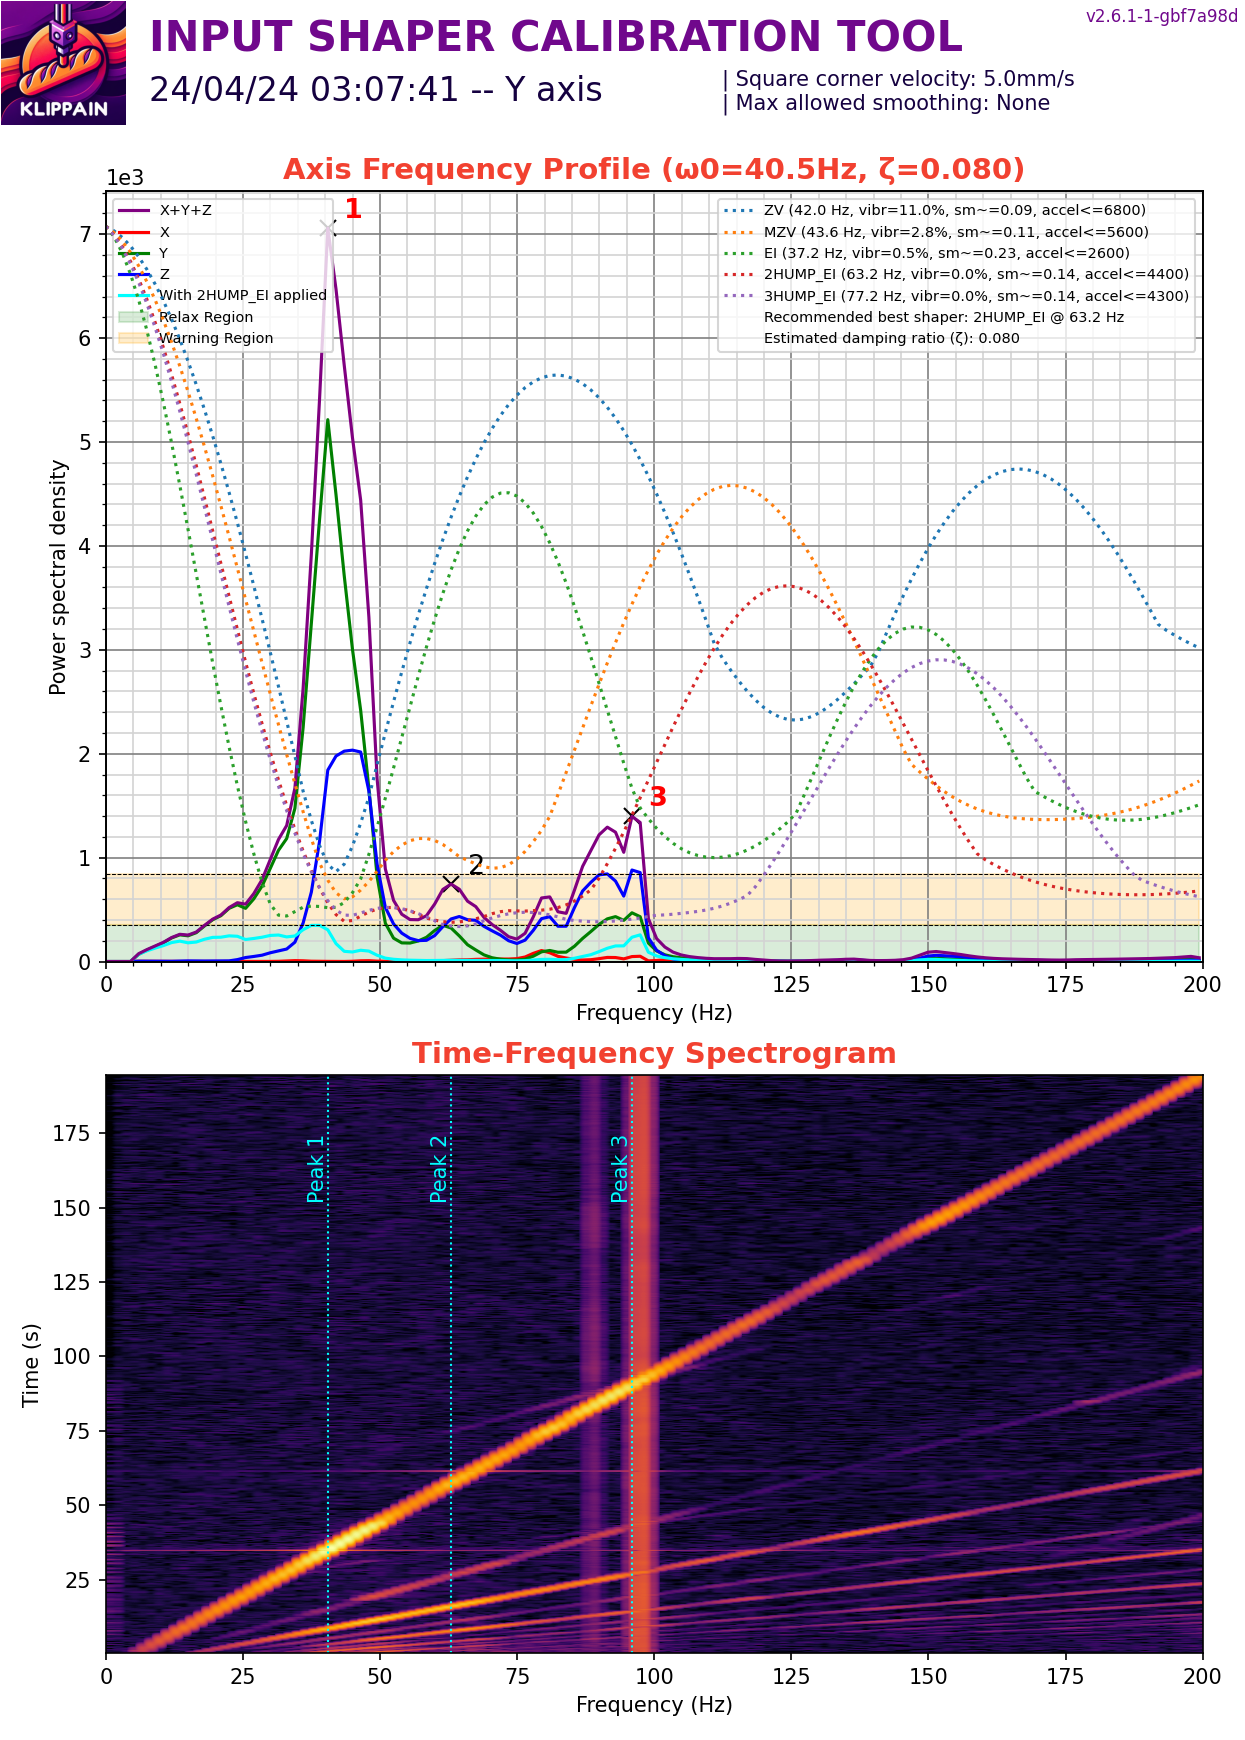 v2.6.1-1-gbf7a98d
INPUT SHAPER CALIBRATION TOOL
24/04/24 03:07:41 -- Y axis
| Square corner velocity: 5.0mm/s
| Max allowed smoothing: None
KLIPPAIN
Axis Frequency Profile (ω0=40.5Hz, ζ=0.080)
1e3
X+Y+Z
X
Y
Z
With 2HUMP_EI applied
Relax Region
Warning Region
ZV (42.0 Hz, vibr=11.0%, sm~=0.09, accel<=6800)
MZV (43.6 Hz, vibr=2.8%, sm~=0.11, accel<=5600)
EI (37.2 Hz, vibr=0.5%, sm~=0.23, accel<=2600)
2HUMP_EI (63.2 Hz, vibr=0.0%, sm~=0.14, accel<=4400)
3HUMP_EI (77.2 Hz, vibr=0.0%, sm~=0.14, accel<=4300)
Recommended best shaper: 2HUMP_EI @ 63.2 Hz
Estimated damping ratio (ζ): 0.080
1
2
3
Power spectral density
7
6
5
4
3
2
1
0
0 25 50 75 100 125 150 175 200
Frequency (Hz)
Time-Frequency Spectrogram
Peak 1
Peak 2
Peak 3
Time (s)
175
150
125
100
75
50
25
0 25 50 75 100 125 150 175 200
Frequency (Hz)